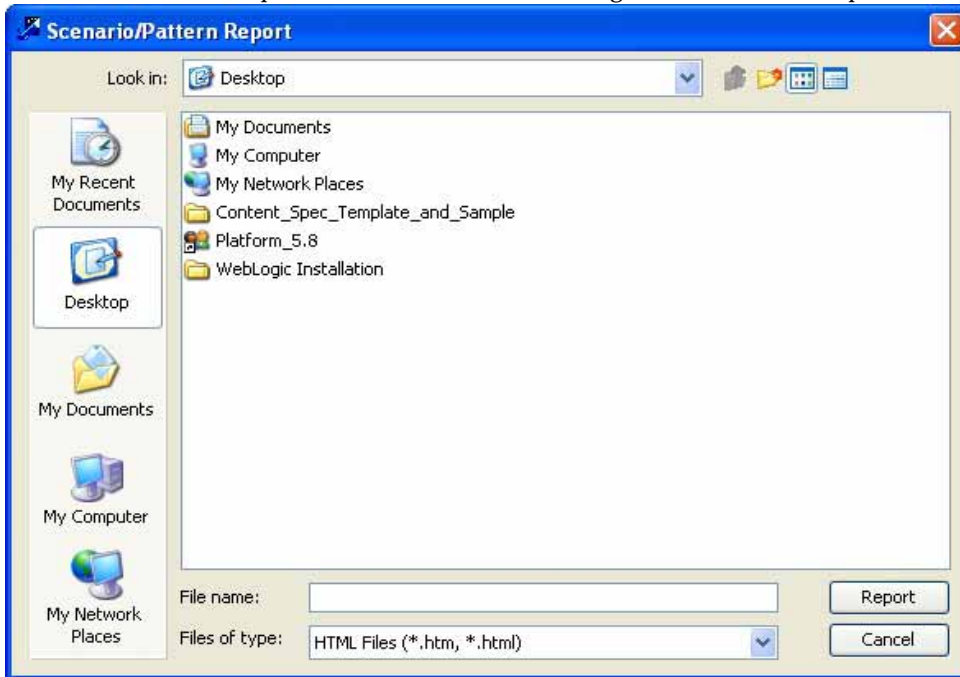 Scenario/Pattern Report
Look in: Desktop
My Documents
My Computer
My Network Places
Content_Spec_Template_and_Sample
Platform_5.8
WebLogic Installation
My Recent
Documents
Desktop
My Documents
My Computer
My Network
Places
File name: Report
Files of type: HTML Files (*.htm, *.html) Cancel